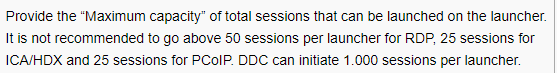 Provide the “Maximum capacity” of total sessions that can be launched on the launcher.
It is not recommended to go above 50 sessions per launcher for RDP, 25 sessions for
ICA/HDX and 25 sessions for PCoIP. DDC can initiate 1.000 sessions per launcher.